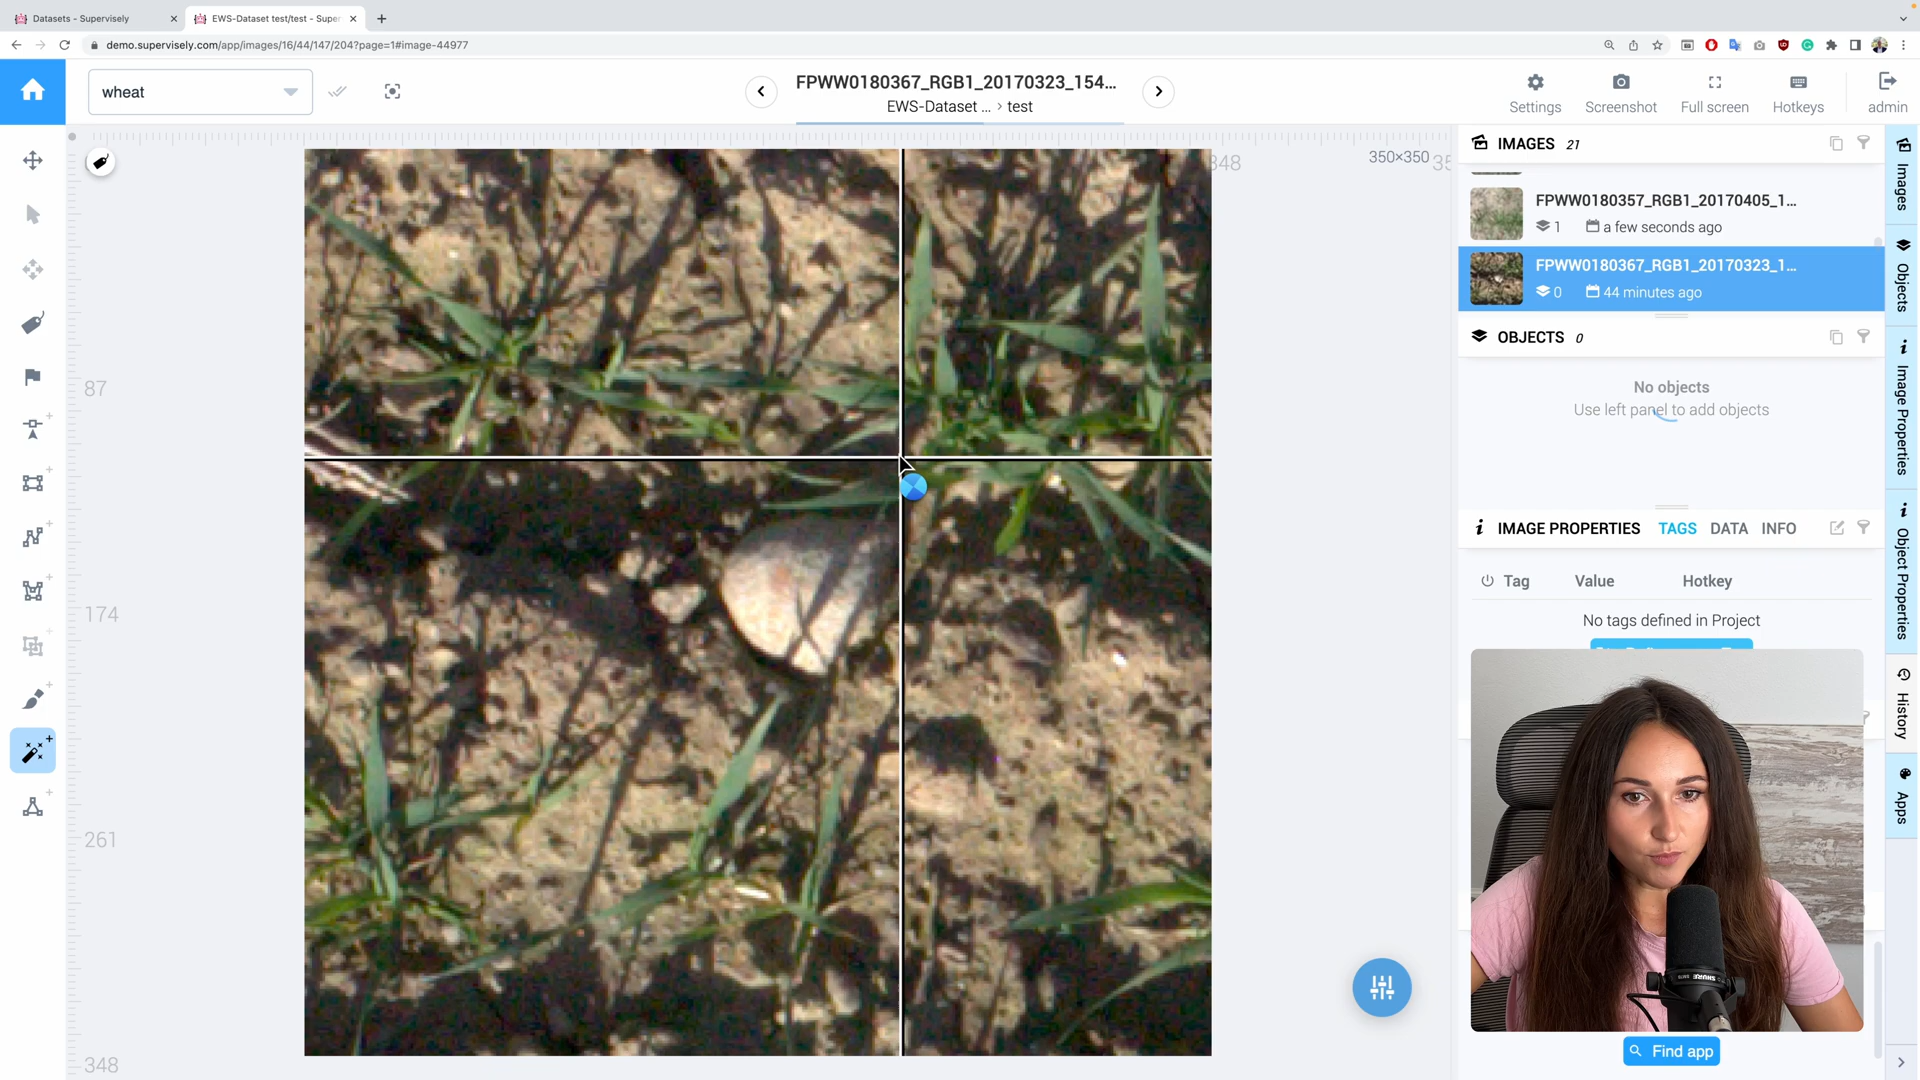 Datasets - Supervisely
EWS-Dataset test/test - Super
demo.supervisely.com/app/images/16/44/147/204?page=1#image-44977
wheat
FPWW0180367_RGB1_20170323_154...
EWS-Dataset ... › test
Settings
Screenshot
Full screen
Hotkeys
admin
350×350
348
35
87
174
261
348
IMAGES 21
FPWW0180357_RGB1_20170405_1...
1 a few seconds ago
FPWW0180367_RGB1_20170323_1...
0 44 minutes ago
OBJECTS 0
No objects
Use left panel to add objects
IMAGE PROPERTIES TAGS DATA INFO
Tag Value Hotkey
No tags defined in Project
SHURE
Find app
Images
Objects
Image Properties
Object Properties
History
Apps